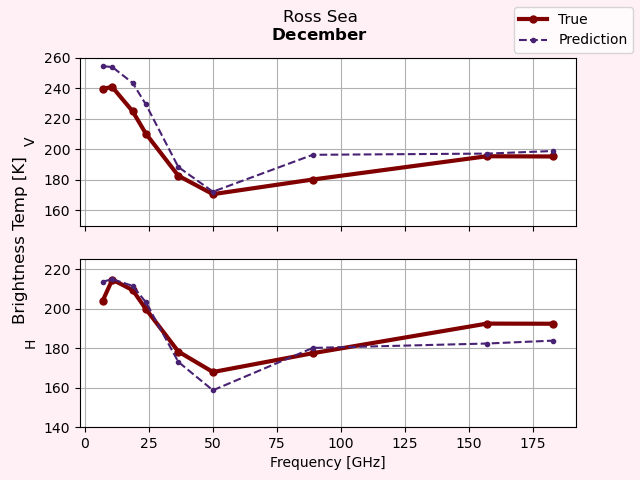 Ross Sea
December
True
Prediction
Brightness Temp [K]
V
260
240
220
200
180
160
H
220
200
180
160
140
0 25 50 75 100 125 150 175
Frequency [GHz]